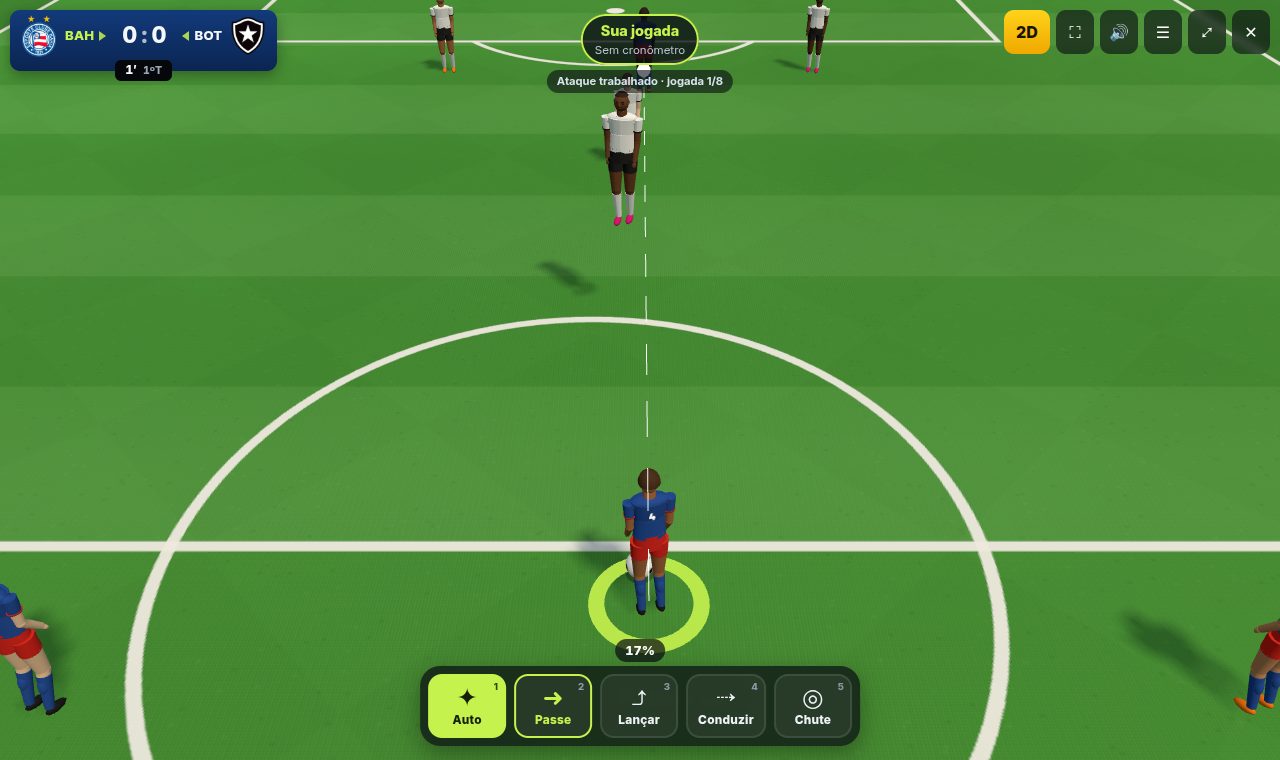 BAH 0:0 BOT
1' 1ºT
Sua jogada
Sem cronômetro
Ataque trabalhado · jogada 1/8
2D
4
17%
1
Auto
2
Passe
3
Lançar
4
Conduzir
5
Chute